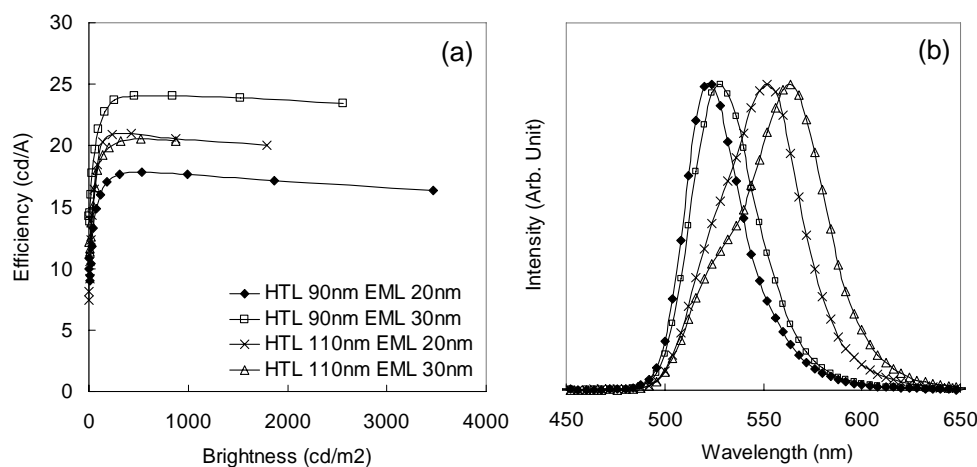 (a)
Efficiency (cd/A)
30
25
20
15
10
5
0
HTL 90nm EML 20nm
HTL 90nm EML 30nm
HTL 110nm EML 20nm
HTL 110nm EML 30nm
0 1000 2000 3000 4000
Brightness (cd/m2)
(b)
Intensity (Arb. Unit)
450 500 550 600 650
Wavelength (nm)